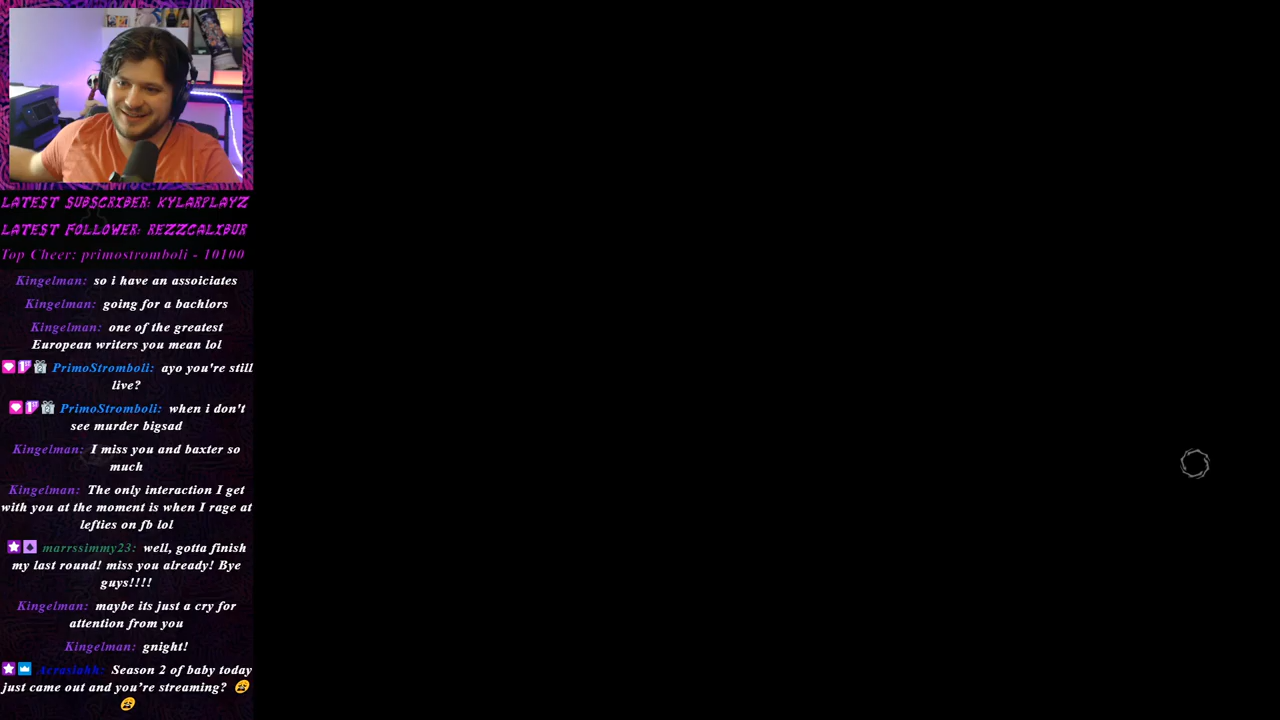 LATEST SUBSCRIBER: KYLARPLAYZ
LATEST FOLLOWER: REZZCALIBUR
Top Cheer: primostromboli - 10100
Kingelman: so i have an assoiciates
Kingelman: going for a bachlors
Kingelman: one of the greatest
European writers you mean lol
PrimoStromboli: ayo you're still
live?
PrimoStromboli: when i don't
see murder bigsad
Kingelman: I miss you and baxter so
much
Kingelman: The only interaction I get
with you at the moment is when I rage at
lefties on fb lol
marrssimmy23: well, gotta finish
my last round! miss you already! Bye
guys!!!!
Kingelman: maybe its just a cry for
attention from you
Kingelman: gnight!
Acrasiahh: Season 2 of baby today
just came out and you're streaming? 😩
😩